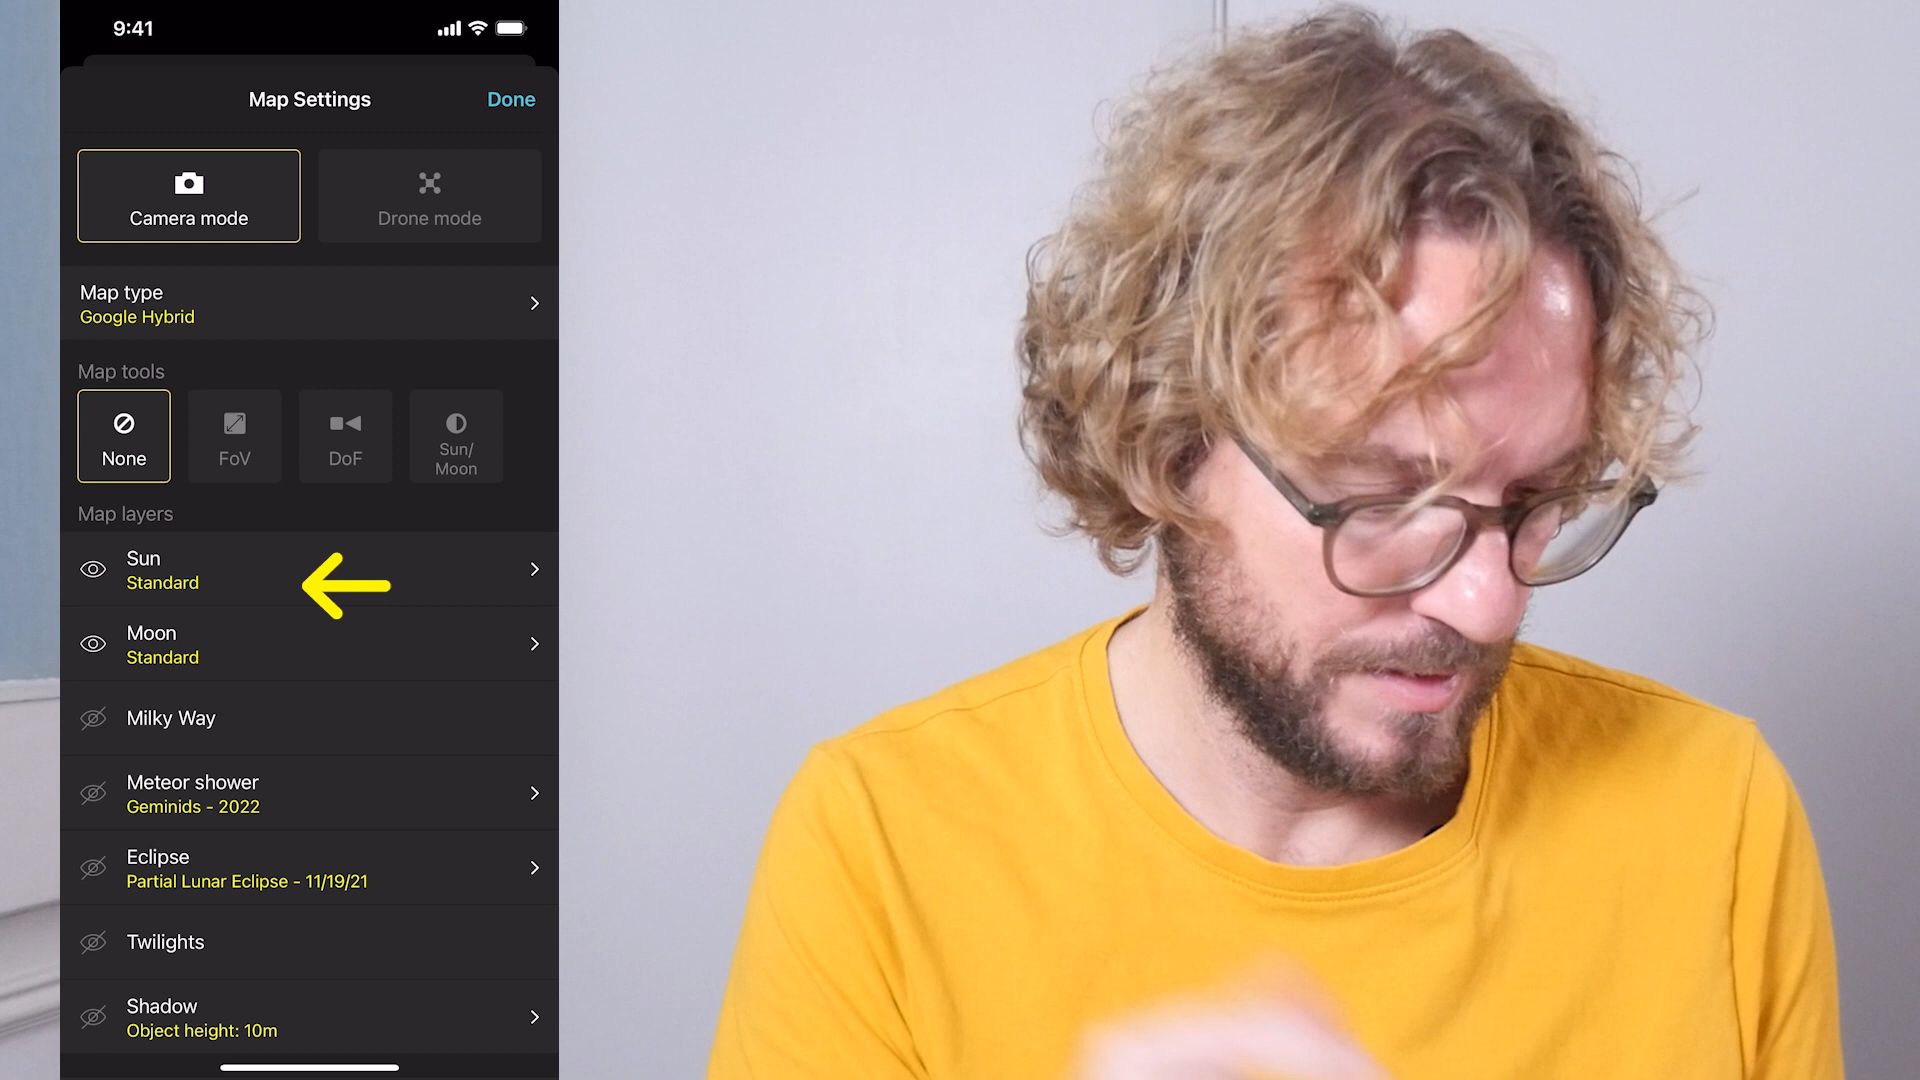 9:41
Map Settings
Done
Camera mode
Drone mode
Map type
Google Hybrid
Map tools
None
FoV
DoF
Sun/
Moon
Map layers
Sun
Standard
Moon
Standard
Milky Way
Meteor shower
Geminids - 2022
Eclipse
Partial Lunar Eclipse - 11/19/21
Twilights
Shadow
Object height: 10m